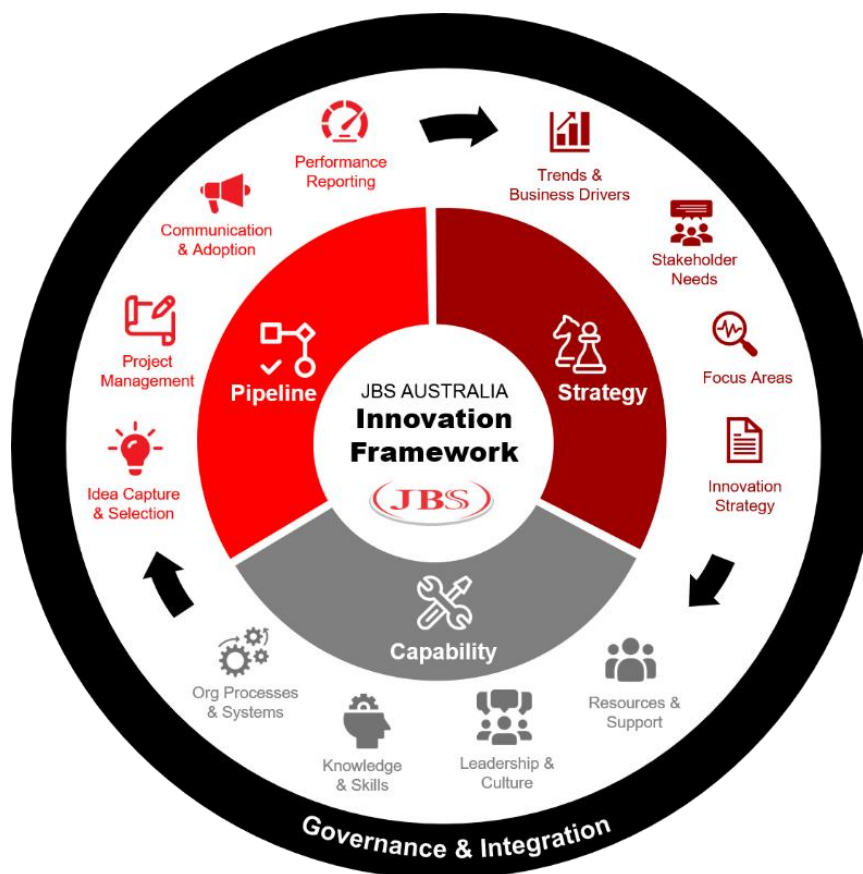 Performance
Reporting
Trends &
Business Drivers
Communication
& Adoption
Stakeholder
Needs
Project
Management
Focus Areas
Pipeline
Strategy
JBS AUSTRALIA
Innovation
Framework
JBS
Idea Capture
& Selection
Innovation
Strategy
Capability
Org Processes
& Systems
Resources &
Support
Knowledge
& Skills
Leadership &
Culture
Governance & Integration